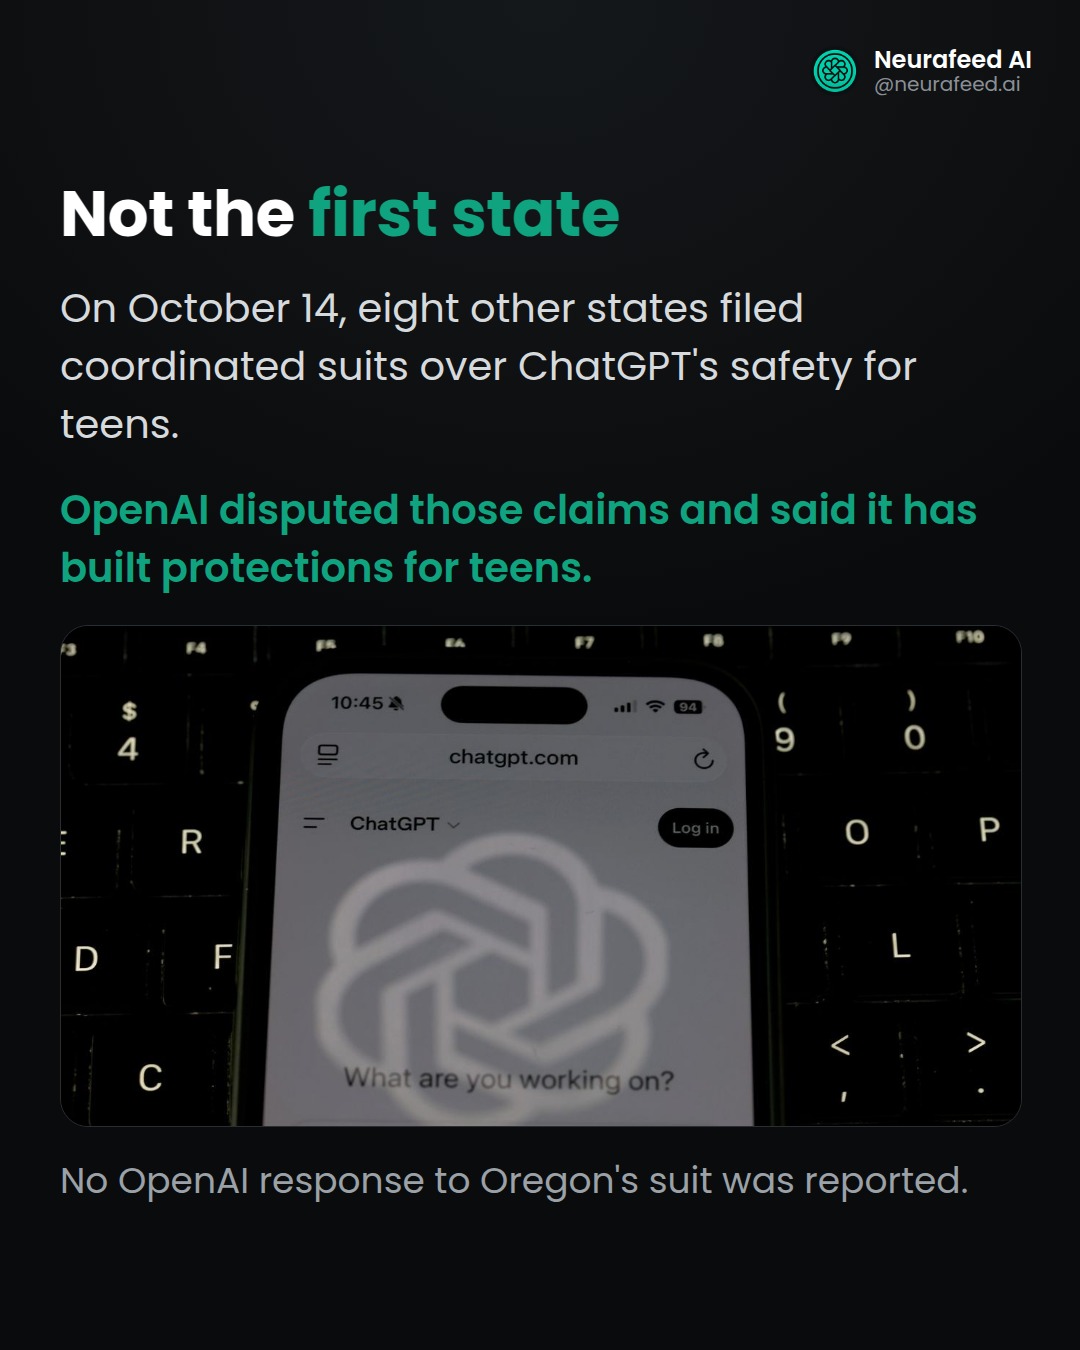 Neurafeed AI
@neurafeed.ai
Not the first state
On October 14, eight other states filed
coordinated suits over ChatGPT's safety for
teens.
OpenAI disputed those claims and said it has
built protections for teens.
F3 F4 F5 F6 F7 F8 F9 F10
10:45 94
$ ( )
4 9 0
chatgpt.com
ChatGPT Log in
E R O P
D F L
What are you working on?
C < >
, .
No OpenAI response to Oregon's suit was reported.